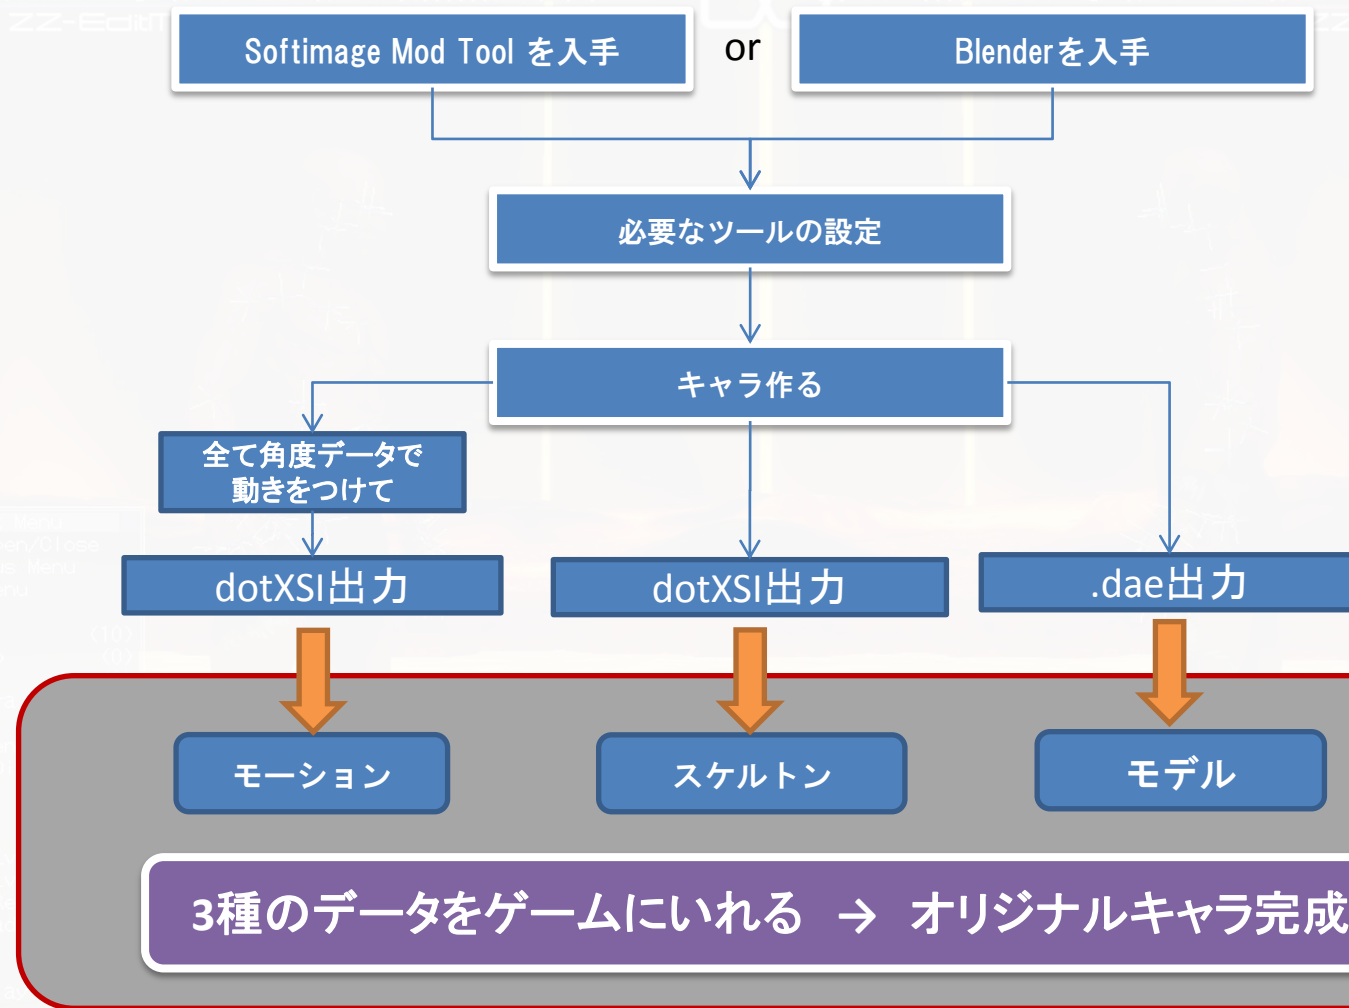 ZZ-EditT
Softimage Mod Tool を入手
or
Blenderを入手
必要なツールの設定
キャラ作る
全て角度データで
動きをつけて
dotXSI出力
dotXSI出力
.dae出力
モーション
スケルトン
モデル
3種のデータをゲームにいれる → オリジナルキャラ完成